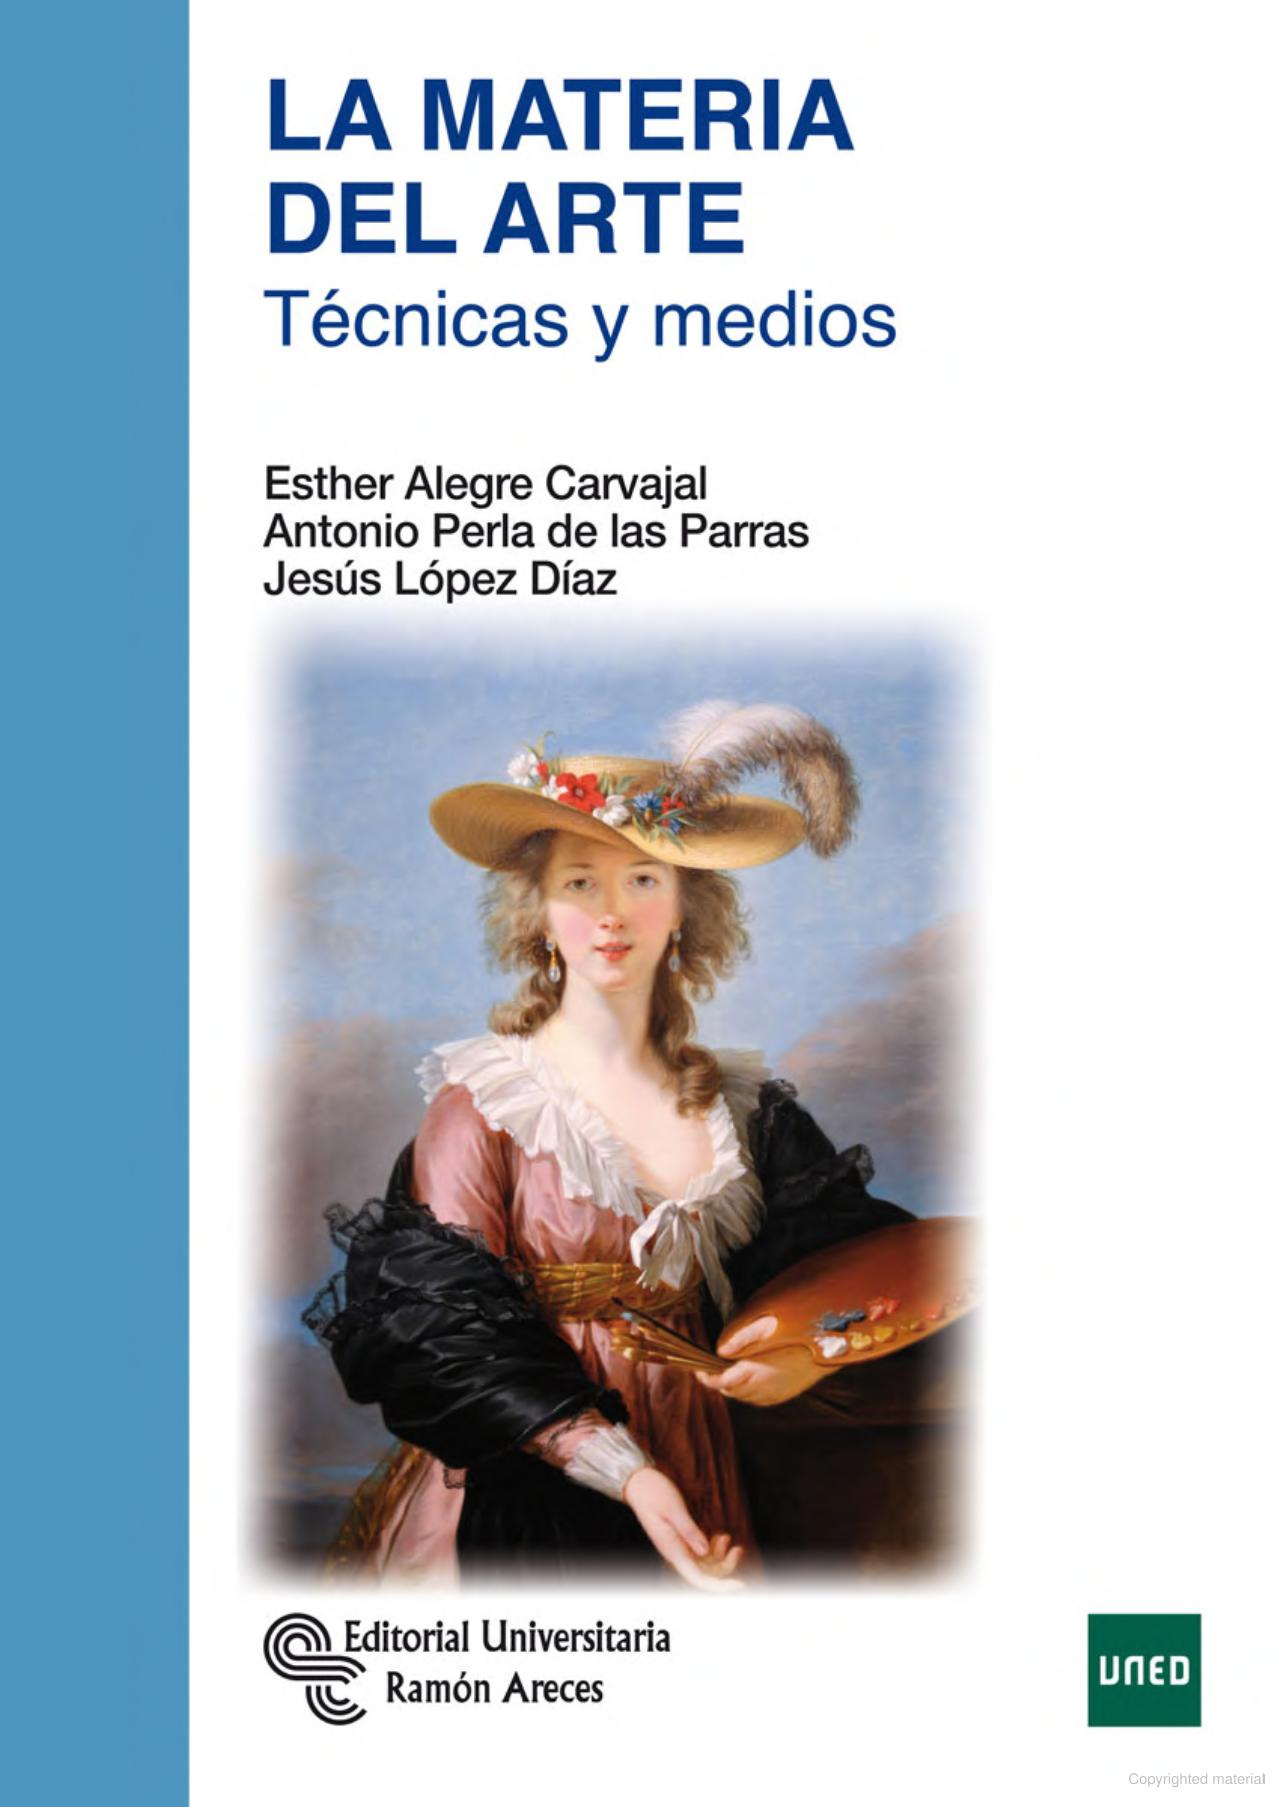 LA MATERIA
DEL ARTE
Técnicas y medios
Esther Alegre Carvajal
Antonio Perla de las Parras
Jesús López Díaz
Editorial Universitaria
Ramón Areces
UNED
Copyrighted material